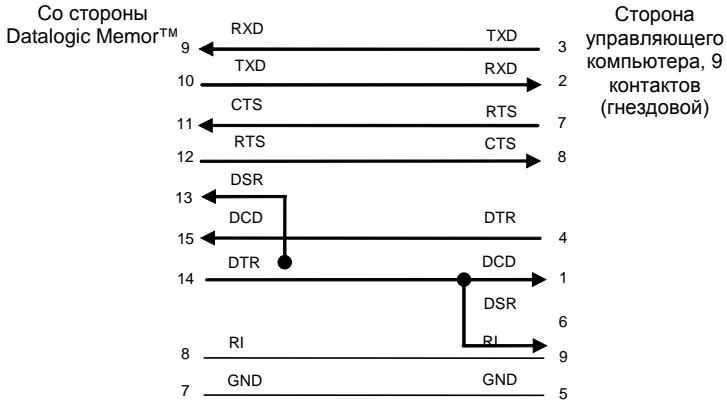 Со стороны
Datalogic Memor™
Сторона
управляющего
компьютера, 9
контактов
(гнездовой)
RXD TXD
9 3
TXD RXD
10 2
CTS RTS
11 7
RTS CTS
12 8
DSR
13
DCD DTR
15 4
DTR DCD
14 1
DSR
6
RI RI
8 9
GND GND
7 5